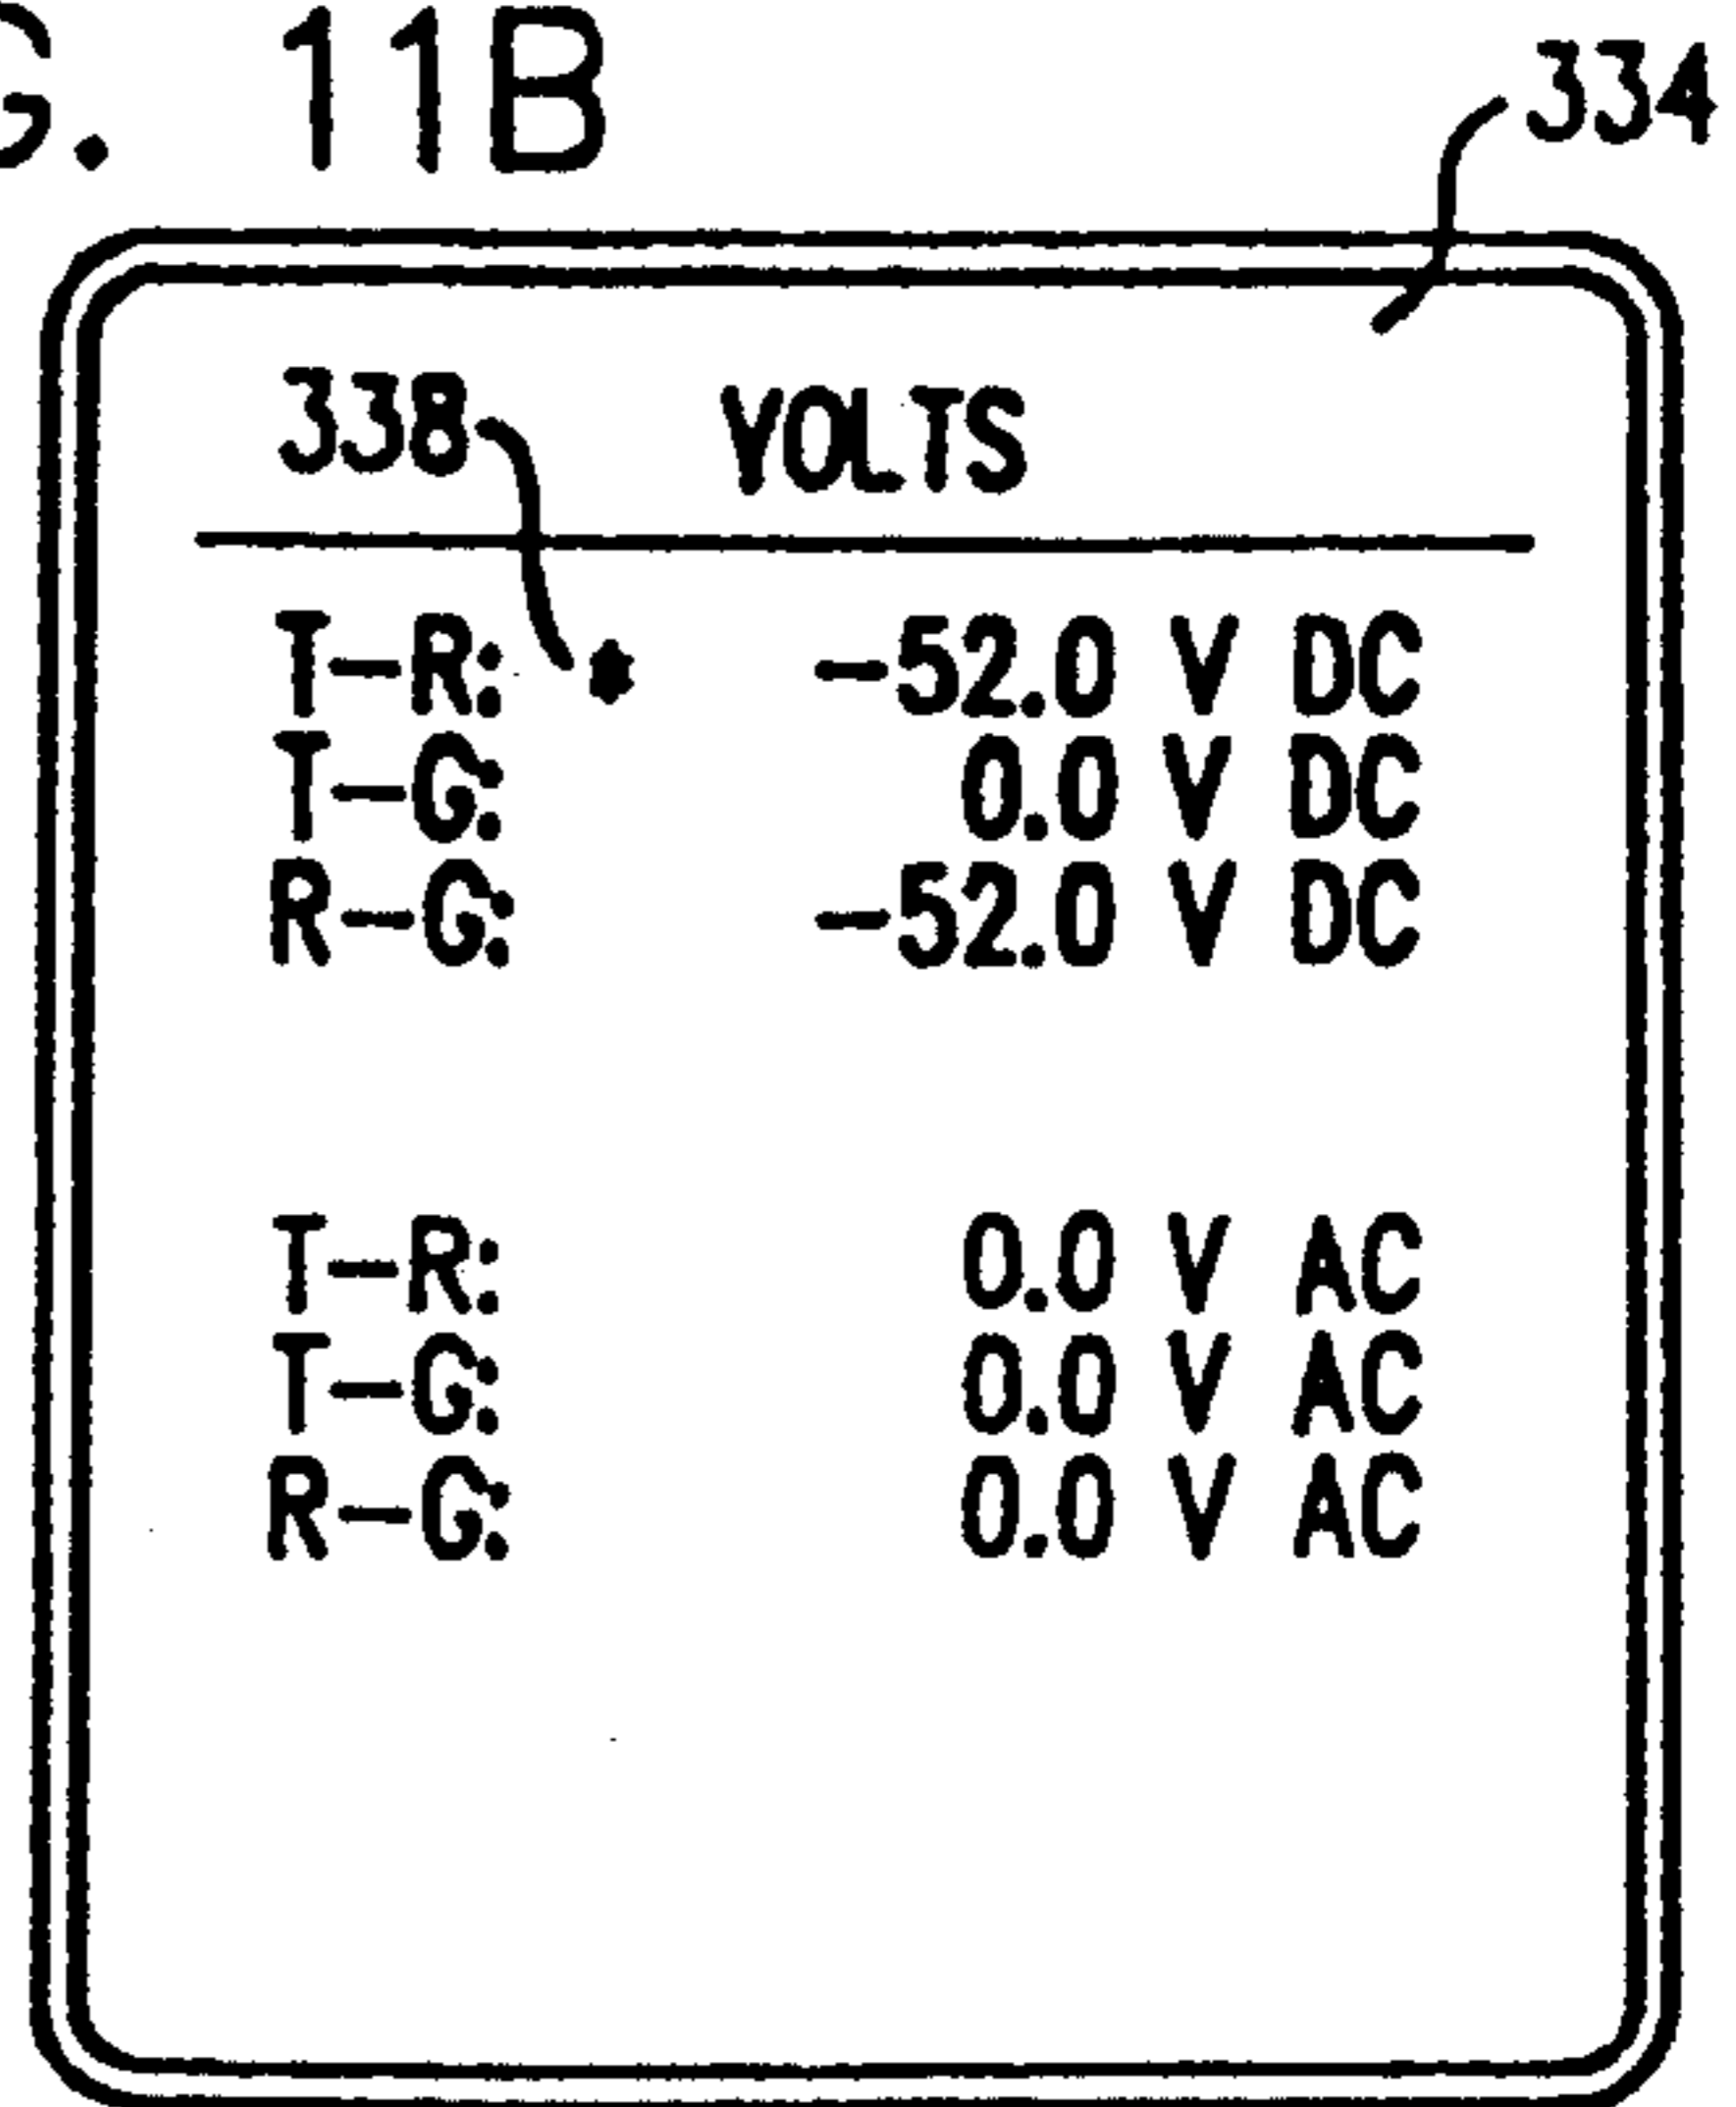 G. 11B
334
338 VOLTS
T-R: * -52.0 V DC
T-G: 0.0 V DC
R-G: -52.0 V DC
T-R: 0.0 V AC
T-G: 0.0 V AC
R-G: 0.0 V AC